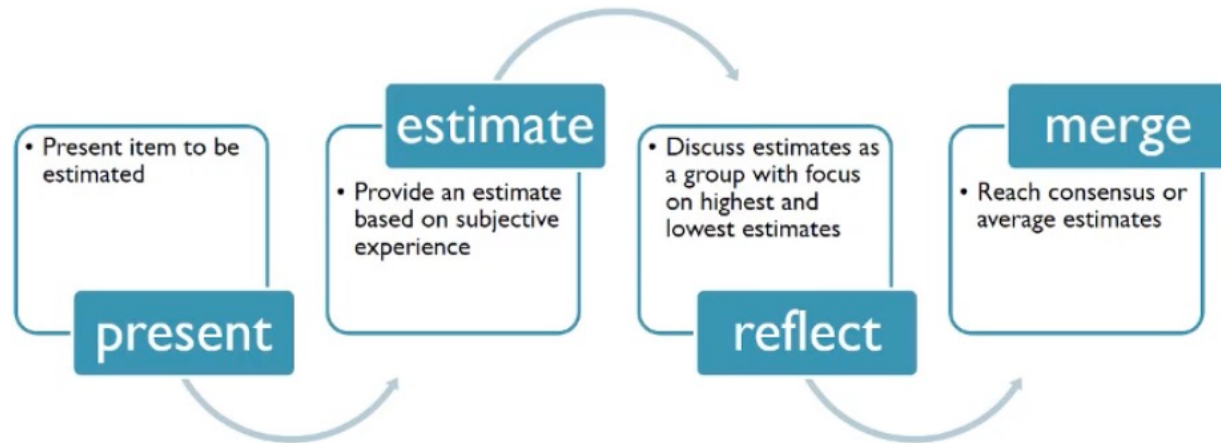 • Present item to be
estimated
present
estimate
• Provide an estimate
based on subjective
experience
• Discuss estimates as
a group with focus
on highest and
lowest estimates
reflect
merge
• Reach consensus or
average estimates